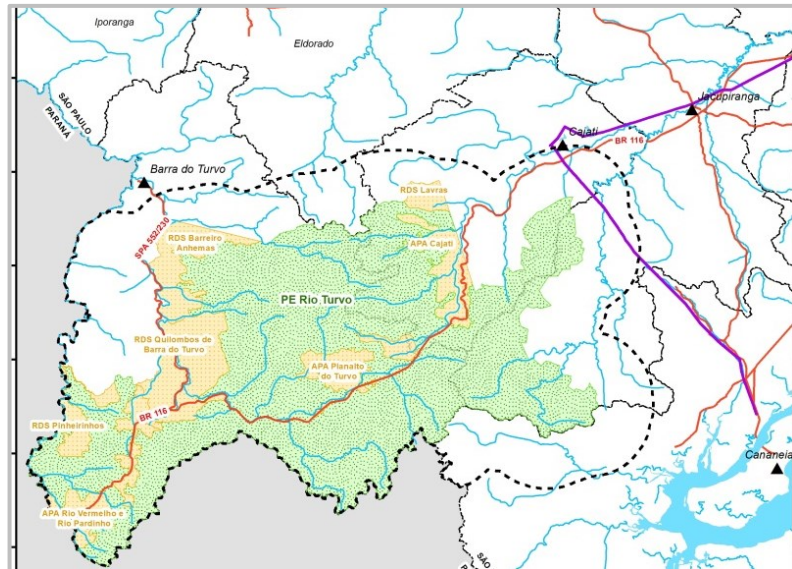 Iporanga
Eldorado
SÃO PAULO
PARANÁ
Jacupiranga
Cajati
BR 116
Barra do Turvo
RDS Lavras
SPA 552/230
RDS Barreiro
Anhemas
APA Cajati
PE Rio Turvo
RDS Quilombos de
Barra do Turvo
APA Planalto
do Turvo
BR 116
RDS Pinheirinhos
Cananeia
APA Rio Vermelho e
Rio Pardinho
SÃO